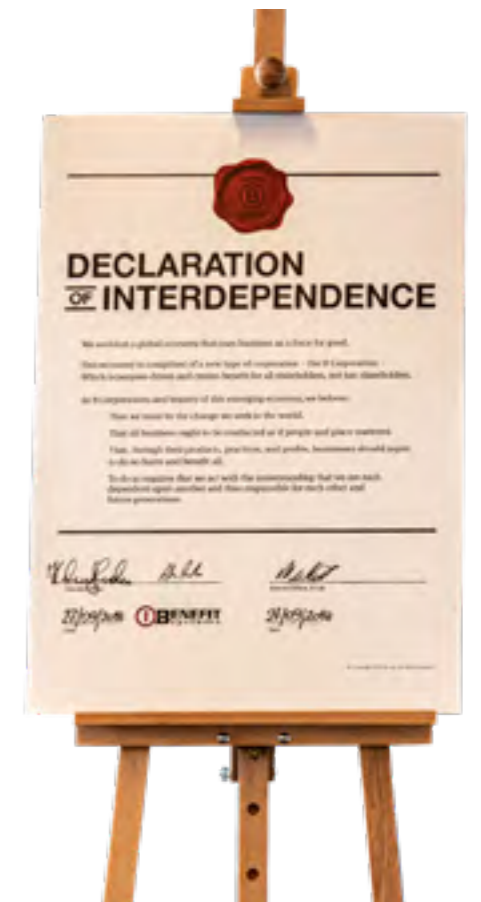 B
DECLARATION
OF INTERDEPENDENCE
We envision a global economy that uses business as a force for good.
This economy is comprised of a new type of corporation - the B Corporation -
Which is purpose-driven and creates benefit for all stakeholders, not just shareholders.
As B Corporations and leaders of this emerging economy, we believe:
That we must be the change we seek in the world.
That all business ought to be conducted as if people and place mattered.
That, through their products, practices, and profits, businesses should aspire
to do no harm and benefit all.
To do so requires that we act with the understanding that we are each
dependent upon another and thus responsible for each other and
future generations.
BENEFIT